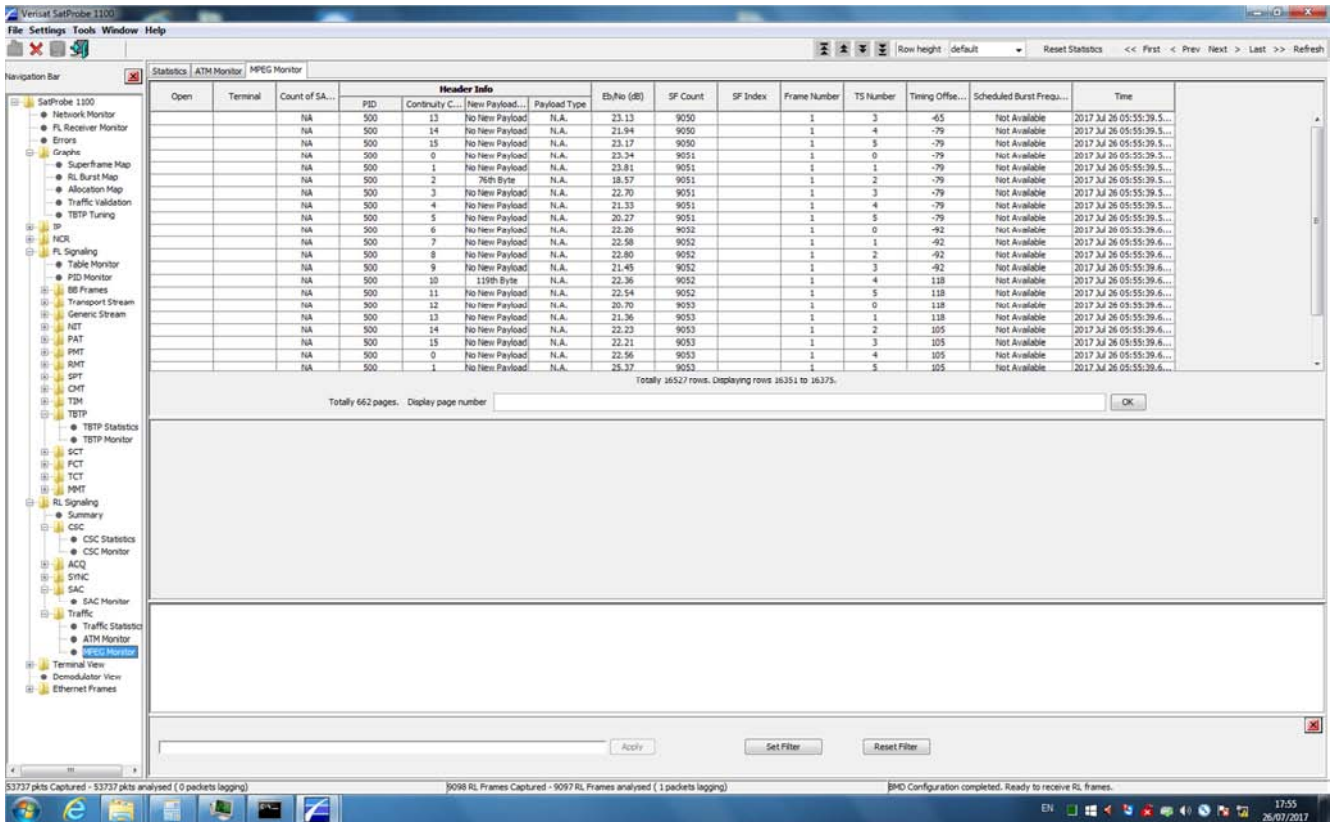 Verisat SatProbe 1100
File Settings Tools Window Help
Row height default Reset Statistics << First < Prev Next > Last >> Refresh
Navigation Bar
SatProbe 1100
Network Monitor
FL Receiver Monitor
Errors
Graphs
Superframe Map
RL Burst Map
Allocation Map
Traffic Validation
TBTP Tuning
IP
NCR
FL Signaling
Table Monitor
PID Monitor
BB Frames
Transport Stream
Generic Stream
NIT
PAT
PMT
RMT
SPT
CMT
TIM
TBTP
TBTP Statistics
TBTP Monitor
SCT
FCT
TCT
MMT
RL Signaling
Summary
CSC
CSC Statistics
CSC Monitor
ACQ
SYNC
SAC
SAC Monitor
Traffic
Traffic Statistics
ATM Monitor
MPEG Monitor
Terminal View
Demodulator View
Ethernet Frames
Statistics ATM Monitor MPEG Monitor
Header Info
Open Terminal Count of SA... PID Continuity C... New Payload... Payload Type Eb/No (dB) SF Count SF Index Frame Number TS Number Timing Offse... Scheduled Burst Frequ... Time
NA 500 13 No New Payload N.A. 23.13 9050 1 3 -65 Not Available 2017 Jul 26 05:55:39.5...
NA 500 14 No New Payload N.A. 21.94 9050 1 4 -79 Not Available 2017 Jul 26 05:55:39.5...
NA 500 15 No New Payload N.A. 23.17 9050 1 5 -79 Not Available 2017 Jul 26 05:55:39.5...
NA 500 0 No New Payload N.A. 23.34 9051 1 0 -79 Not Available 2017 Jul 26 05:55:39.5...
NA 500 1 No New Payload N.A. 23.81 9051 1 1 -79 Not Available 2017 Jul 26 05:55:39.5...
NA 500 2 76th Byte N.A. 18.57 9051 1 2 -79 Not Available 2017 Jul 26 05:55:39.5...
NA 500 3 No New Payload N.A. 22.70 9051 1 3 -79 Not Available 2017 Jul 26 05:55:39.5...
NA 500 4 No New Payload N.A. 21.33 9051 1 4 -79 Not Available 2017 Jul 26 05:55:39.5...
NA 500 5 No New Payload N.A. 20.27 9051 1 5 -79 Not Available 2017 Jul 26 05:55:39.5...
NA 500 6 No New Payload N.A. 22.26 9052 1 0 -92 Not Available 2017 Jul 26 05:55:39.6...
NA 500 7 No New Payload N.A. 22.58 9052 1 1 -92 Not Available 2017 Jul 26 05:55:39.6...
NA 500 8 No New Payload N.A. 22.80 9052 1 2 -92 Not Available 2017 Jul 26 05:55:39.6...
NA 500 9 No New Payload N.A. 21.45 9052 1 3 -92 Not Available 2017 Jul 26 05:55:39.6...
NA 500 10 119th Byte N.A. 22.36 9052 1 4 118 Not Available 2017 Jul 26 05:55:39.6...
NA 500 11 No New Payload N.A. 22.54 9052 1 5 118 Not Available 2017 Jul 26 05:55:39.6...
NA 500 12 No New Payload N.A. 20.70 9053 1 0 118 Not Available 2017 Jul 26 05:55:39.6...
NA 500 13 No New Payload N.A. 21.36 9053 1 1 118 Not Available 2017 Jul 26 05:55:39.6...
NA 500 14 No New Payload N.A. 22.23 9053 1 2 105 Not Available 2017 Jul 26 05:55:39.6...
NA 500 15 No New Payload N.A. 22.21 9053 1 3 105 Not Available 2017 Jul 26 05:55:39.6...
NA 500 0 No New Payload N.A. 22.56 9053 1 4 105 Not Available 2017 Jul 26 05:55:39.6...
NA 500 1 No New Payload N.A. 25.37 9053 1 5 105 Not Available 2017 Jul 26 05:55:39.6...
Totally 16527 rows. Displaying rows 16351 to 16375.
Totally 662 pages. Display page number OK
Apply Set Filter Reset Filter
53737 pkts Captured - 53737 pkts analysed ( 0 packets lagging) 9098 RL Frames Captured - 9097 RL Frames analysed ( 1 packets lagging) BMD Configuration completed. Ready to receive RL frames.
EN 17:55
26/07/2017